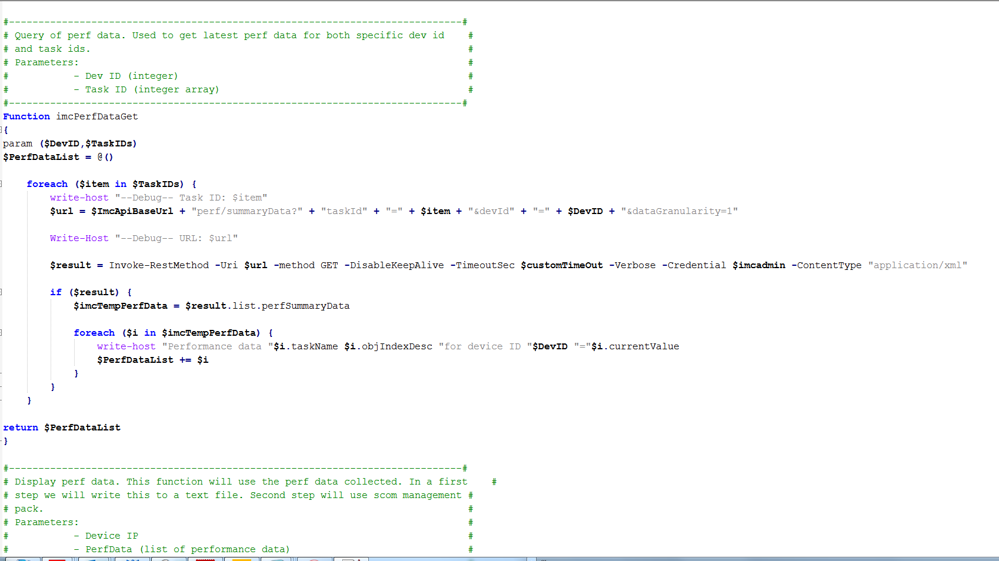 #-----------------------------------------------------------------------------#
# Query of perf data. Used to get latest perf data for both specific dev id    #
# and task ids.                                                                #
# Parameters:                                                                  #
#           - Dev ID (integer)                                                 #
#           - Task ID (integer array)                                          #
#-----------------------------------------------------------------------------#
Function imcPerfDataGet
{
param ($DevID,$TaskIDs)
$PerfDataList = @()
    foreach ($item in $TaskIDs) {
        write-host "--Debug-- Task ID: $item"
        $url = $ImcApiBaseUrl + "perf/summaryData?" + "taskId" + "=" + $item + "&devId" + "=" + $DevID + "&dataGranularity=1"
        Write-Host "--Debug-- URL: $url"
        $result = Invoke-RestMethod -Uri $url -method GET -DisableKeepAlive -TimeoutSec $customTimeOut -Verbose -Credential $imcadmin -ContentType "application/xml"
        if ($result) {
            $imcTempPerfData = $result.list.perfSummaryData
            foreach ($i in $imcTempPerfData) {
                write-host "Performance data "$i.taskName $i.objIndexDesc "for device ID "$DevID "="$i.currentValue
                $PerfDataList += $i
            }
        }
    }
return $PerfDataList
}
#-----------------------------------------------------------------------------#
# Display perf data. This function will use the perf data collected. In a first    #
# step we will write this to a text file. Second step will use scom management #
# pack.                                                                        #
# Parameters:                                                                  #
#           - Device IP                                                        #
#           - PerfData (list of performance data)                              #